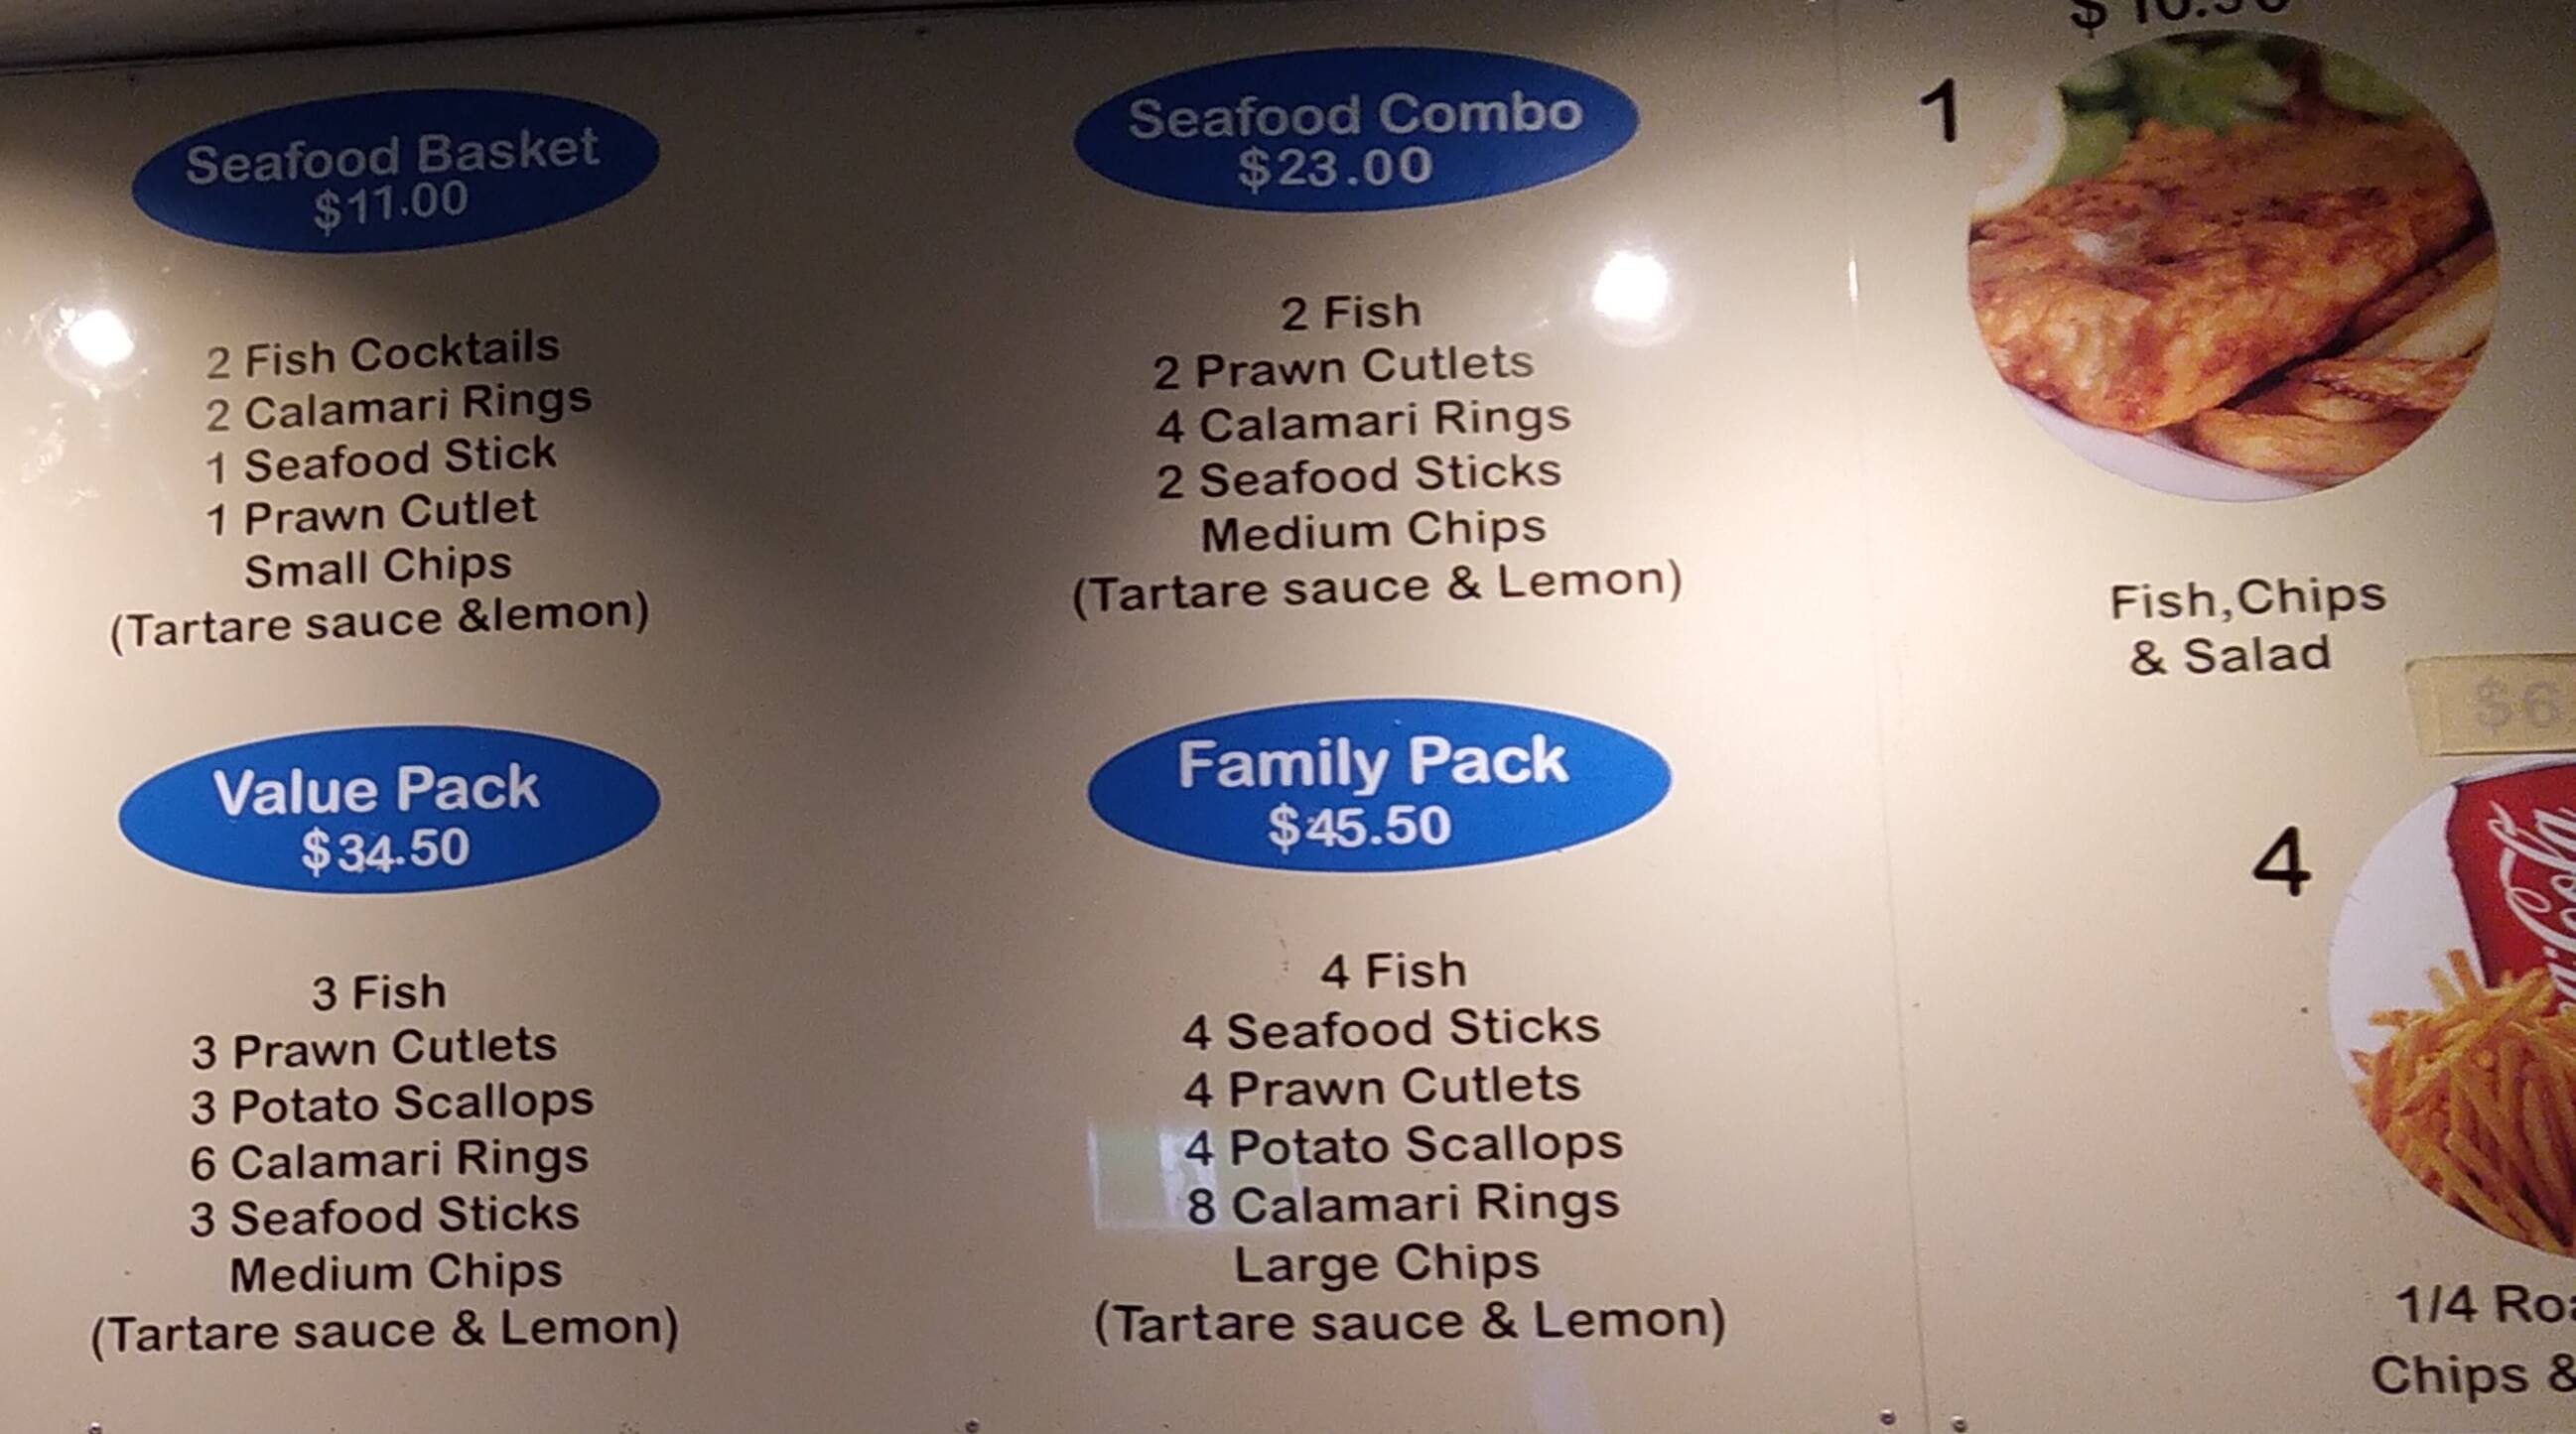 Seafood Basket
$11.00
2 Fish Cocktails
2 Calamari Rings
1 Seafood Stick
1 Prawn Cutlet
Small Chips
(Tartare sauce &lemon)
Seafood Combo
$23.00
2 Fish
2 Prawn Cutlets
4 Calamari Rings
2 Seafood Sticks
Medium Chips
(Tartare sauce & Lemon)
Value Pack
$34.50
3 Fish
3 Prawn Cutlets
3 Potato Scallops
6 Calamari Rings
3 Seafood Sticks
Medium Chips
(Tartare sauce & Lemon)
Family Pack
$45.50
4 Fish
4 Seafood Sticks
4 Prawn Cutlets
4 Potato Scallops
8 Calamari Rings
Large Chips
(Tartare sauce & Lemon)
1
Fish,Chips
& Salad
$6
4
1/4
Chips &